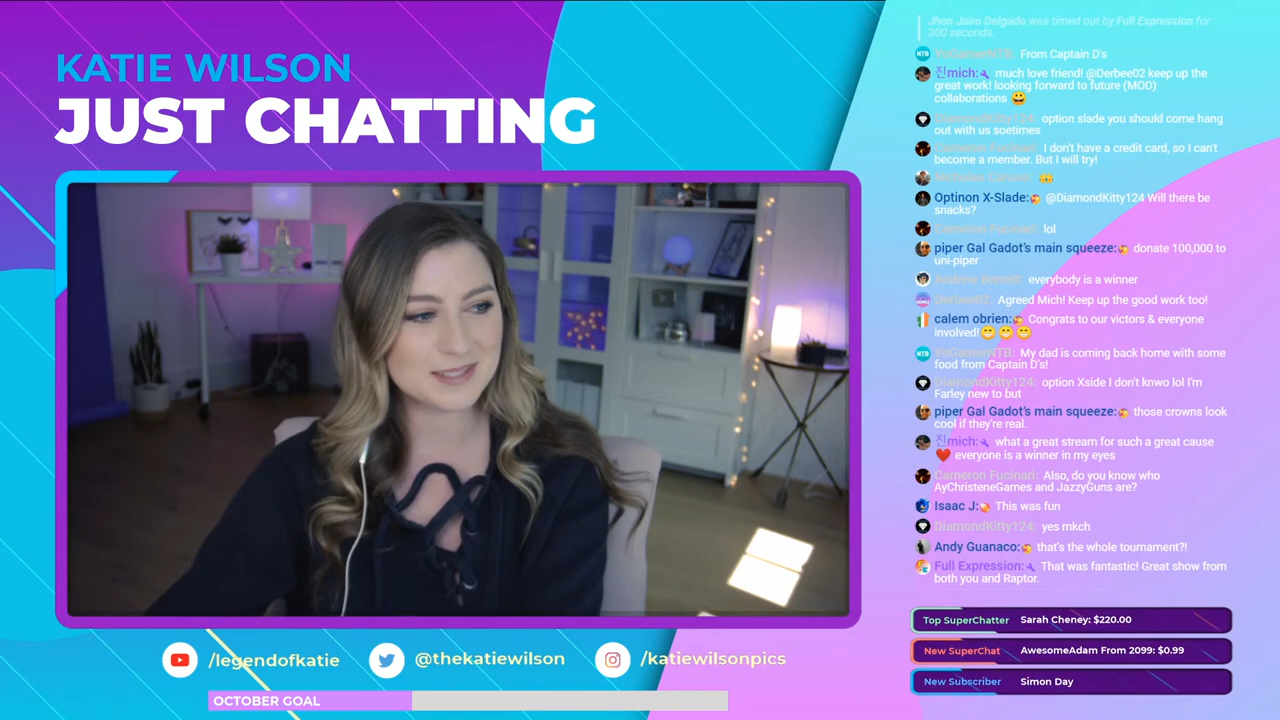 KATIE WILSON
JUST CHATTING
Jhon Jairo Delgado was timed out by Full Expression for
300 seconds.
YoGamerNTB: From Captain D's
진mich: much love friend! @Derbee02 keep up the
great work! looking forward to future (MOD)
collaborations 😀
DiamondKitty124: option slade you should come hang
out with us soetimes
Cameron Fucinari: I don't have a credit card, so I can't
become a member. But I will try!
Optinon X-Slade: @DiamondKitty124 Will there be
snacks?
Cameron Fucinari: lol
piper Gal Gadot's main squeeze: donate 100,000 to
uni-piper
Andrew Barrett: everybody is a winner
Derbee02: Agreed Mich! Keep up the good work too!
calem obrien: Congrats to our victors & everyone
involved!😁😁😁
YoGamerNTB: My dad is coming back home with some
food from Captain D's!
DiamondKitty124: option Xside I don't knwo lol I'm
Farley new to but
piper Gal Gadot's main squeeze: those crowns look
cool if they're real.
진mich: what a great stream for such a great cause
❤️ everyone is a winner in my eyes
Cameron Fucinari: Also, do you know who
AyChristeneGames and JazzyGuns are?
Isaac J: This was fun
DiamondKitty124: yes mkch
Andy Guanaco: that's the whole tournament?!
Full Expression: That was fantastic! Great show from
both you and Raptor.
Top SuperChatter Sarah Cheney: $220.00
New SuperChat AwesomeAdam From 2099: $0.99
New Subscriber Simon Day
/legendofkatie @thekatiewilson /katiewilsonpics
OCTOBER GOAL